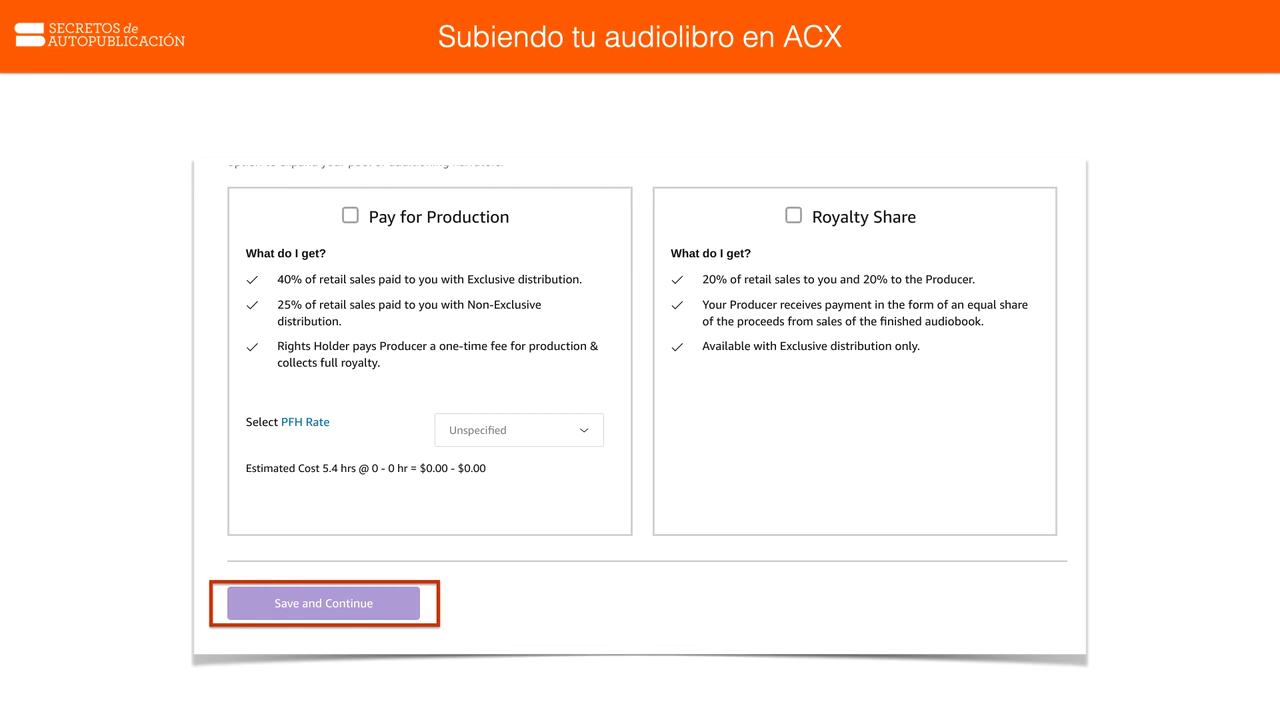 SECRETOS de
AUTOPUBLICACIÓN
Subiendo tu audiolibro en ACX
Pay for Production
What do I get?
40% of retail sales paid to you with Exclusive distribution.
25% of retail sales paid to you with Non-Exclusive
distribution.
Rights Holder pays Producer a one-time fee for production &
collects full royalty.
Select PFH Rate
Unspecified
Estimated Cost 5.4 hrs @ 0 - 0 hr = $0.00 - $0.00
Royalty Share
What do I get?
20% of retail sales to you and 20% to the Producer.
Your Producer receives payment in the form of an equal share
of the proceeds from sales of the finished audiobook.
Available with Exclusive distribution only.
Save and Continue